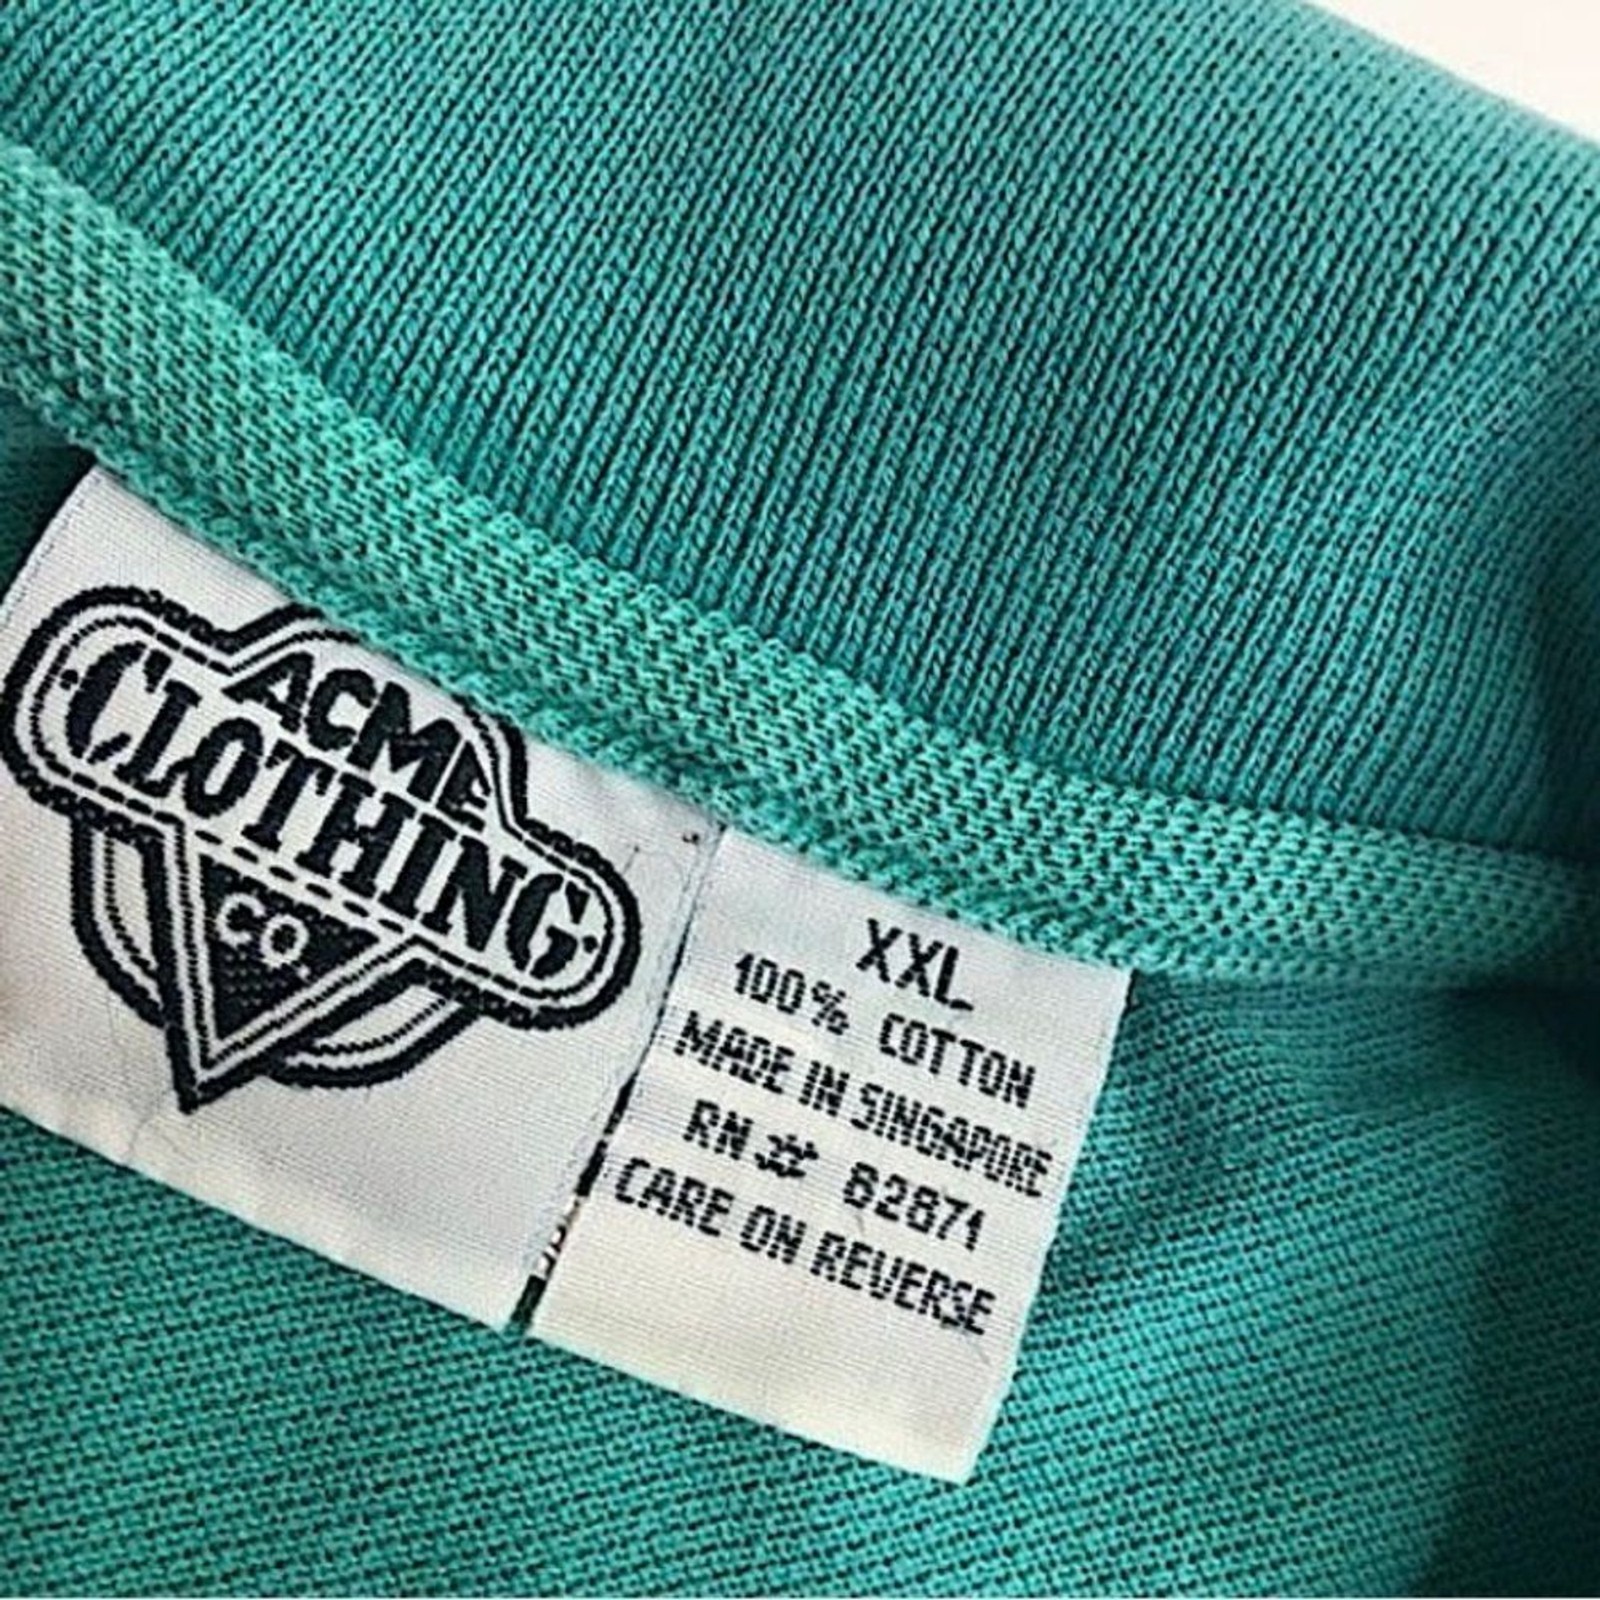 ACME
CLOTHING
CO.
XXL
100% COTTON
MADE IN SINGAPORE
RN# 82871
CARE ON REVERSE